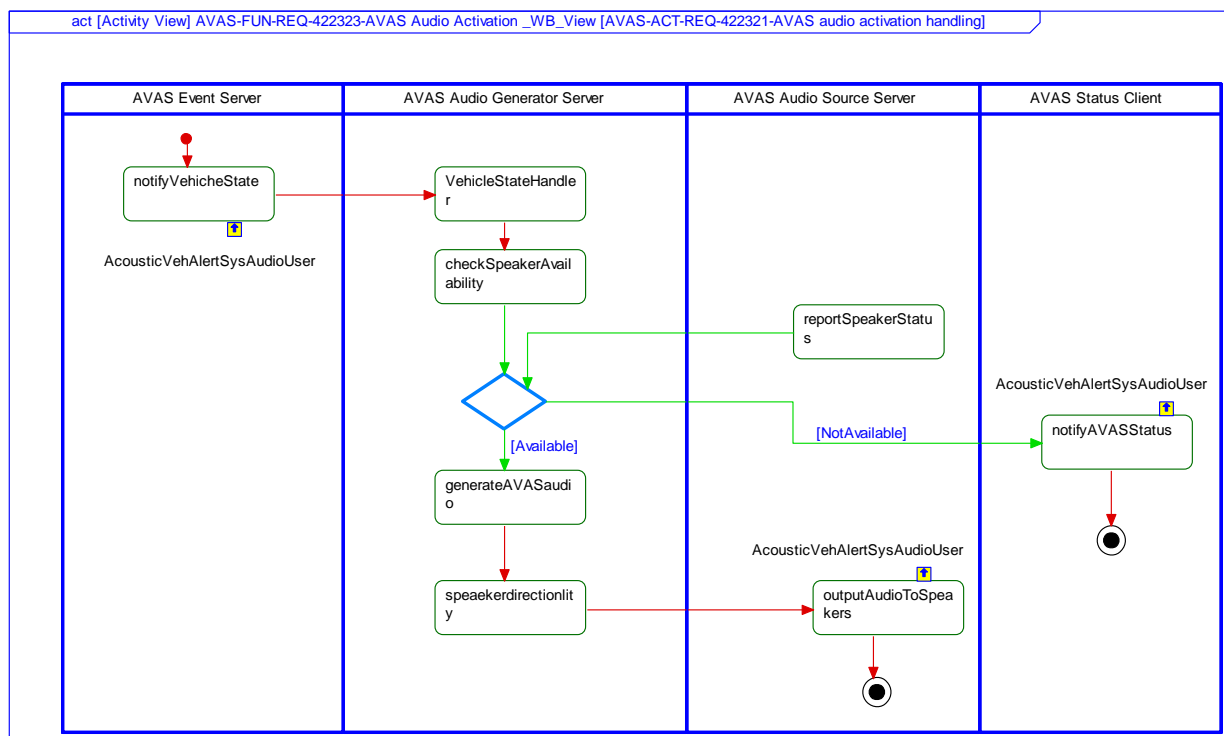 act [Activity View] AVAS-FUN-REQ-422323-AVAS Audio Activation _WB_View [AVAS-ACT-REQ-422321-AVAS audio activation handling]
AVAS Event Server
AVAS Audio Generator Server
AVAS Audio Source Server
AVAS Status Client
notifyVehicheState
VehicleStateHandle
r
AcousticVehAlertSysAudioUser
checkSpeakerAvail
ability
reportSpeakerStatu
s
AcousticVehAlertSysAudioUser
[NotAvailable]
notifyAVASStatus
[Available]
generateAVASaudi
o
AcousticVehAlertSysAudioUser
speaekerdirectionlit
y
outputAudioToSpea
kers